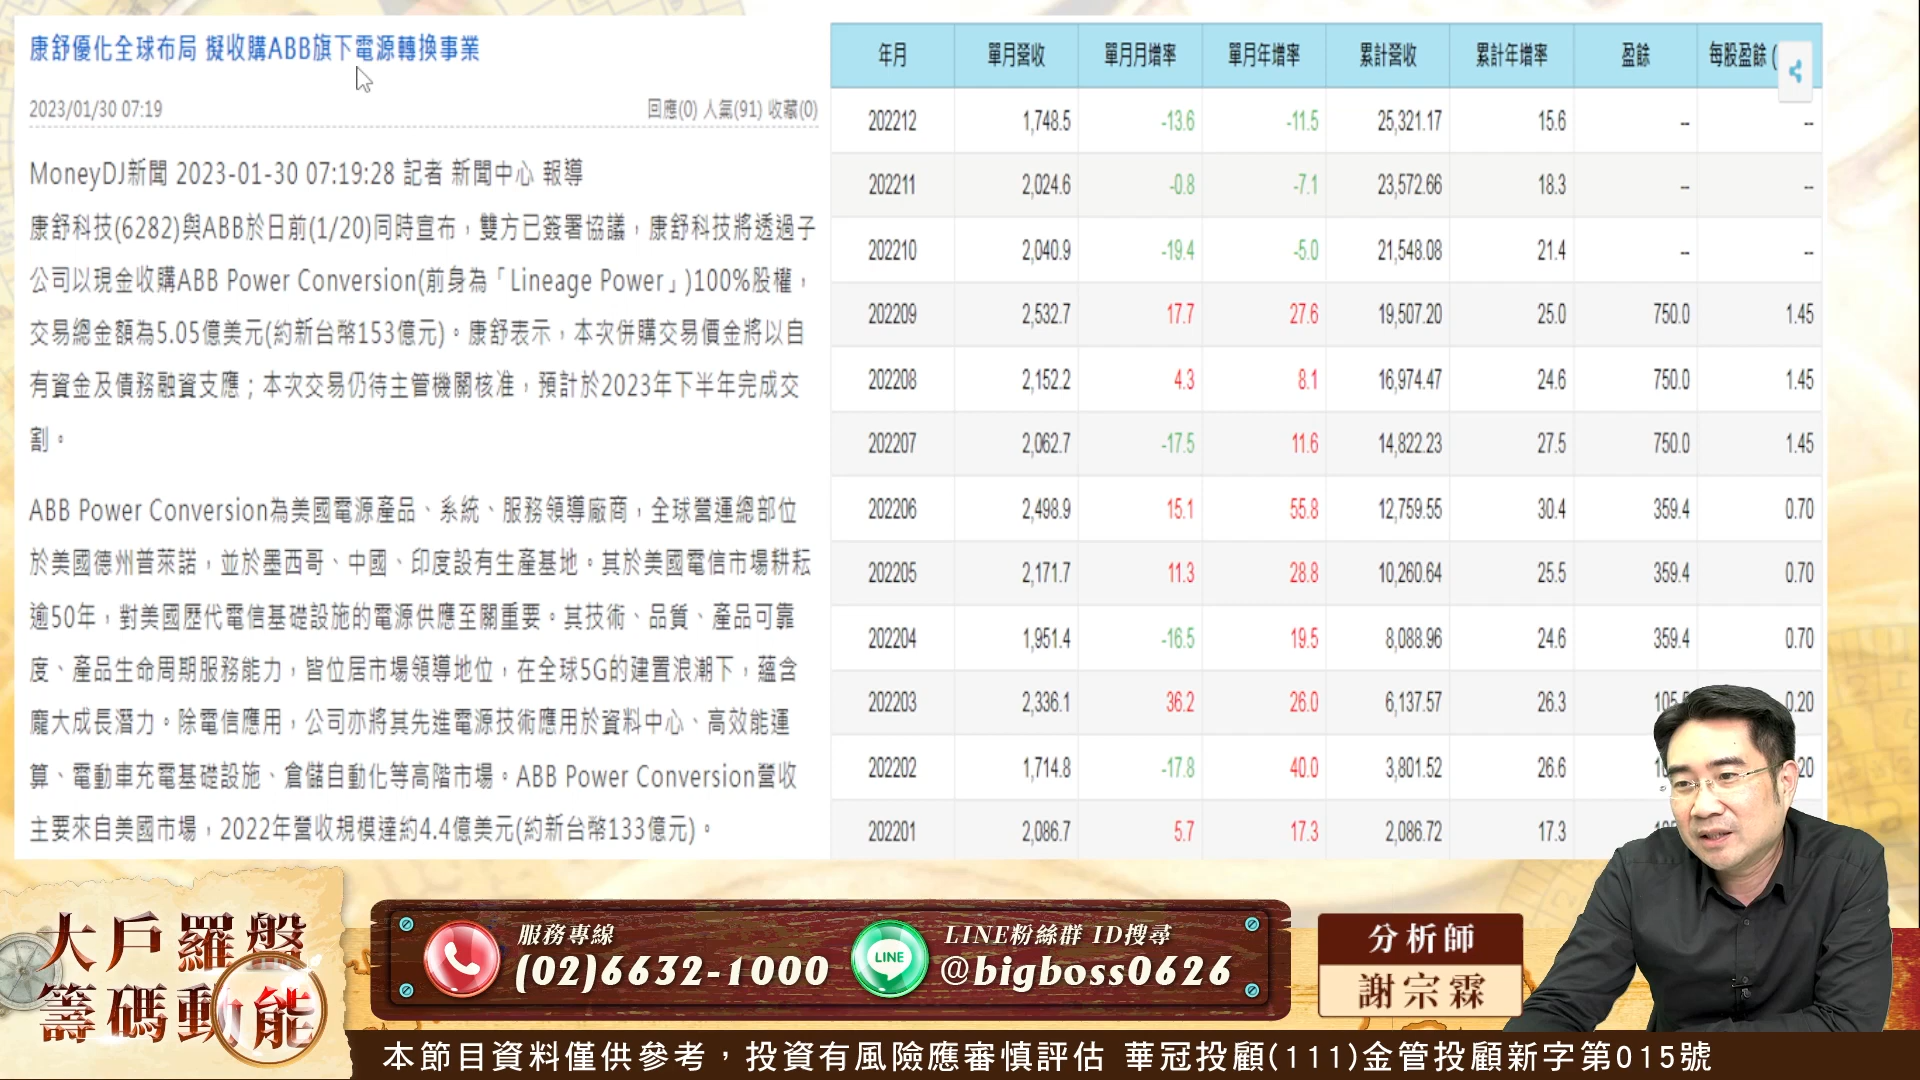 康舒優化全球布局 擬收購ABB旗下電源轉換事業
2023/01/30 07:19
回應(0) 人氣(91) 收藏(0)
MoneyDJ新聞 2023-01-30 07:19:28 記者 新聞中心 報導
康舒科技(6282)與ABB於日前(1/20)同時宣布，雙方已簽署協議，康舒科技將透過子
公司以現金收購ABB Power Conversion(前身為「Lineage Power」)100%股權，
交易總金額為5.05億美元(約新台幣153億元)。康舒表示，本次併購交易價金將以自
有資金及債務融資支應；本次交易仍待主管機關核准，預計於2023年下半年完成交
割。
ABB Power Conversion為美國電源產品、系統、服務領導廠商，全球營運總部位
於美國德州普萊諾，並於墨西哥、中國、印度設有生產基地。其於美國電信市場耕耘
逾50年，對美國歷代電信基礎設施的電源供應至關重要。其技術、品質、產品可靠
度、產品生命周期服務能力，皆位居市場領導地位，在全球5G的建置浪潮下，蘊含
龐大成長潛力。除電信應用，公司亦將其先進電源技術應用於資料中心、高效能運
算、電動車充電基礎設施、倉儲自動化等高階市場。ABB Power Conversion營收
主要來自美國市場，2022年營收規模達約4.4億美元(約新台幣133億元)。
年月 單月營收 單月月增率 單月年增率 累計營收 累計年增率 盈餘 每股盈餘 (
202212 1,748.5 -13.6 -11.5 25,321.17 15.6 -- --
202211 2,024.6 -0.8 -7.1 23,572.66 18.3 -- --
202210 2,040.9 -19.4 -5.0 21,548.08 21.4 -- --
202209 2,532.7 17.7 27.6 19,507.20 25.0 750.0 1.45
202208 2,152.2 4.3 8.1 16,974.47 24.6 750.0 1.45
202207 2,062.7 -17.5 11.6 14,822.23 27.5 750.0 1.45
202206 2,498.9 15.1 55.8 12,759.55 30.4 359.4 0.70
202205 2,171.7 11.3 28.8 10,260.64 25.5 359.4 0.70
202204 1,951.4 -16.5 19.5 8,088.96 24.6 359.4 0.70
202203 2,336.1 36.2 26.0 6,137.57 26.3 0.20
202202 1,714.8 -17.8 40.0 3,801.52 26.6
202201 2,086.7 5.7 17.3 2,086.72 17.3
大戶羅盤
籌碼動能
服務專線
(02)6632-1000
LINE
LINE粉絲群 ID搜尋
@bigboss0626
分析師
謝宗霖
本節目資料僅供參考，投資有風險應審慎評估 華冠投顧(111)金管投顧新字第015號